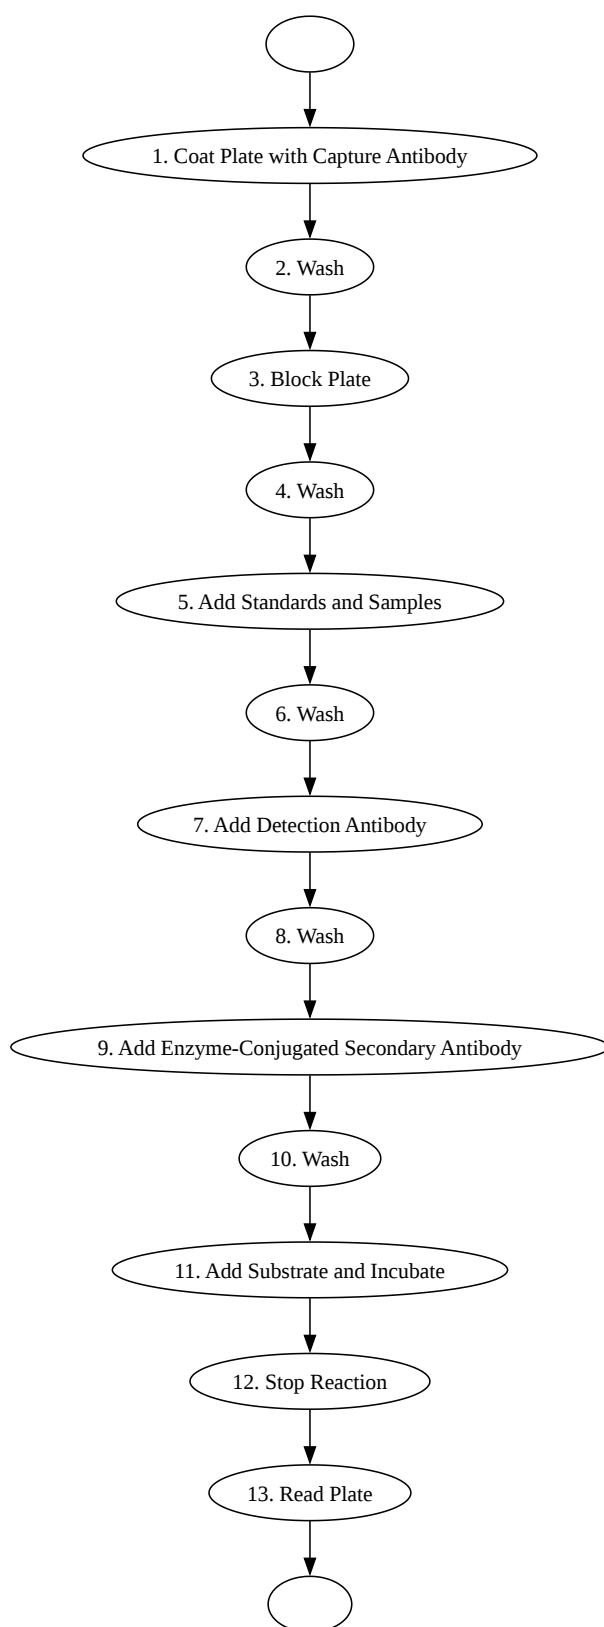 1. Coat Plate with Capture Antibody
2. Wash
3. Block Plate
4. Wash
5. Add Standards and Samples
6. Wash
7. Add Detection Antibody
8. Wash
9. Add Enzyme-Conjugated Secondary Antibody
10. Wash
11. Add Substrate and Incubate
12. Stop Reaction
13. Read Plate